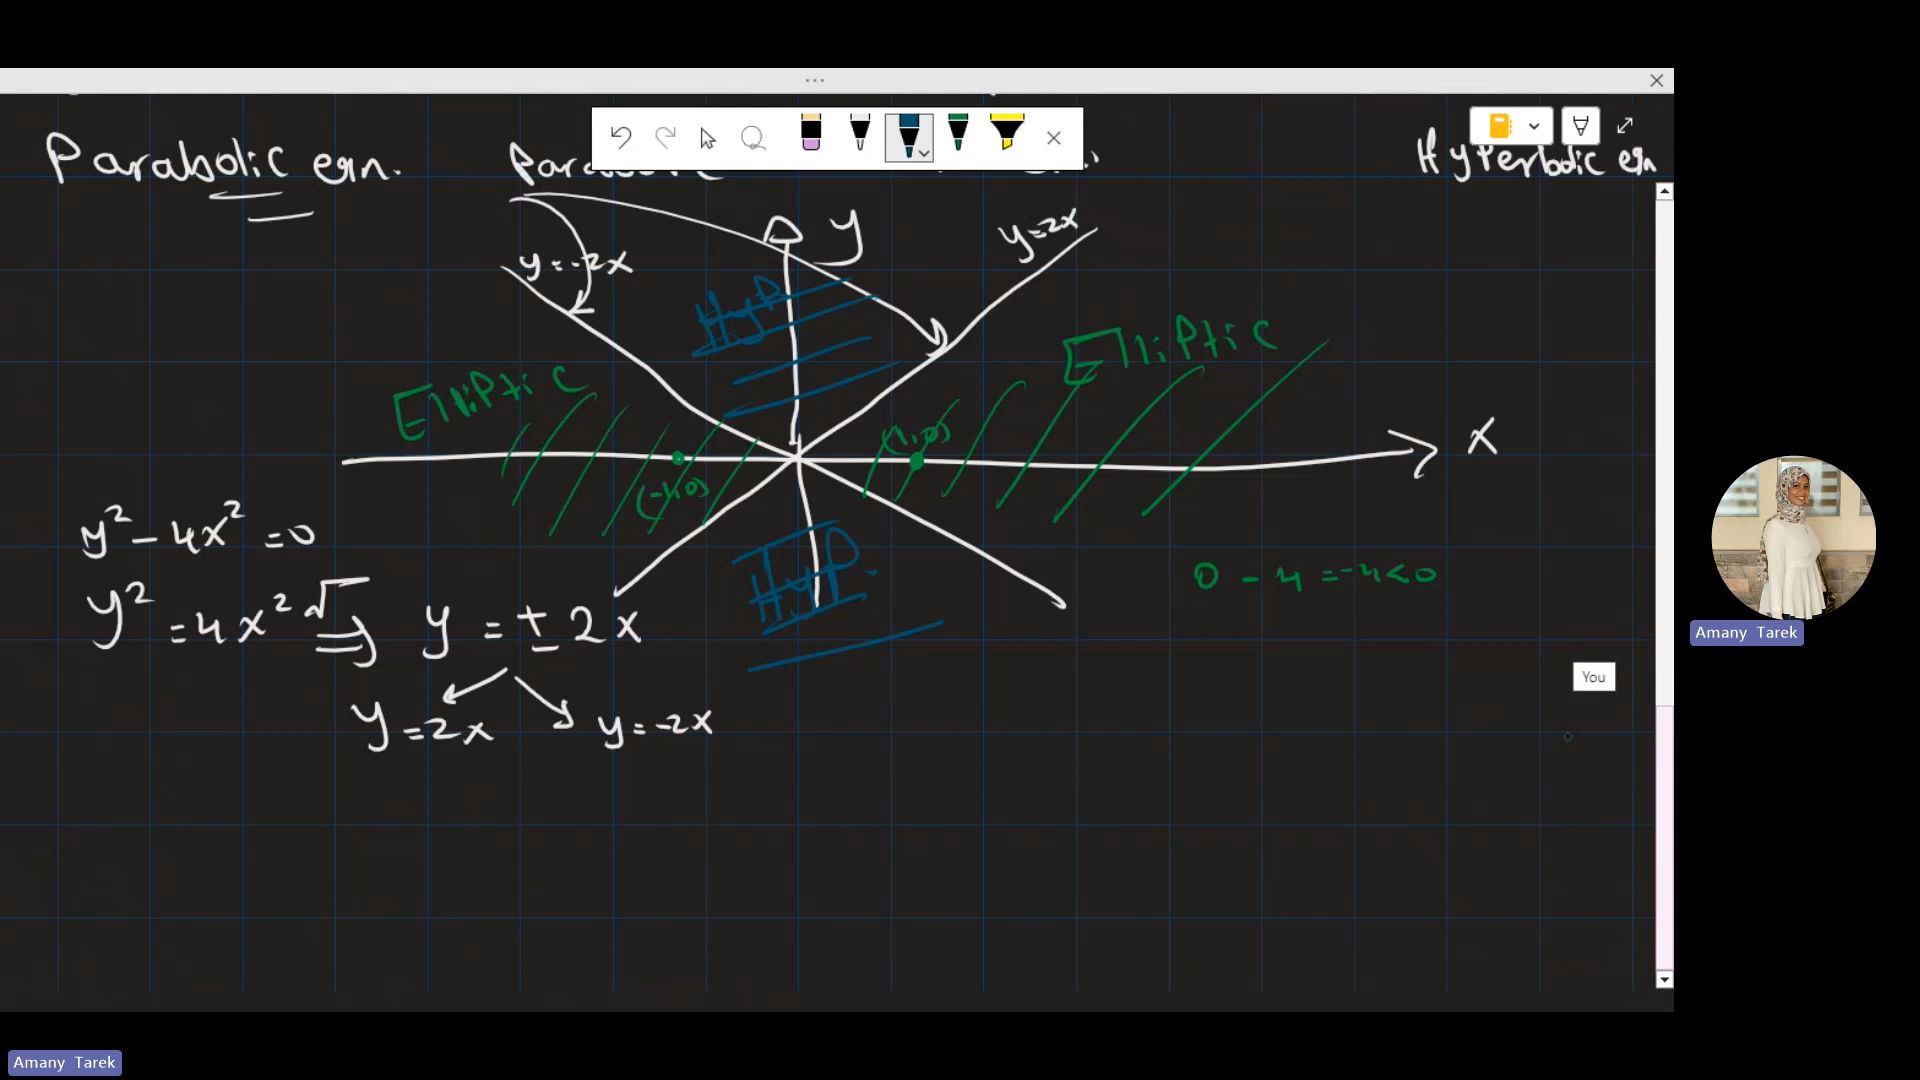 Parabolic eqn.
Hyperbolic eqn
y
y=-2x
y=2x
Hyp
Elliptic
Elliptic
(1,0)
x
(-1,0)
y² - 4x² = 0
Hyp.
0 - 4 = -4 < 0
y² = 4x² √ ⇒ y = ± 2x
y = 2x
y = -2x
You
Amany Tarek
Amany Tarek